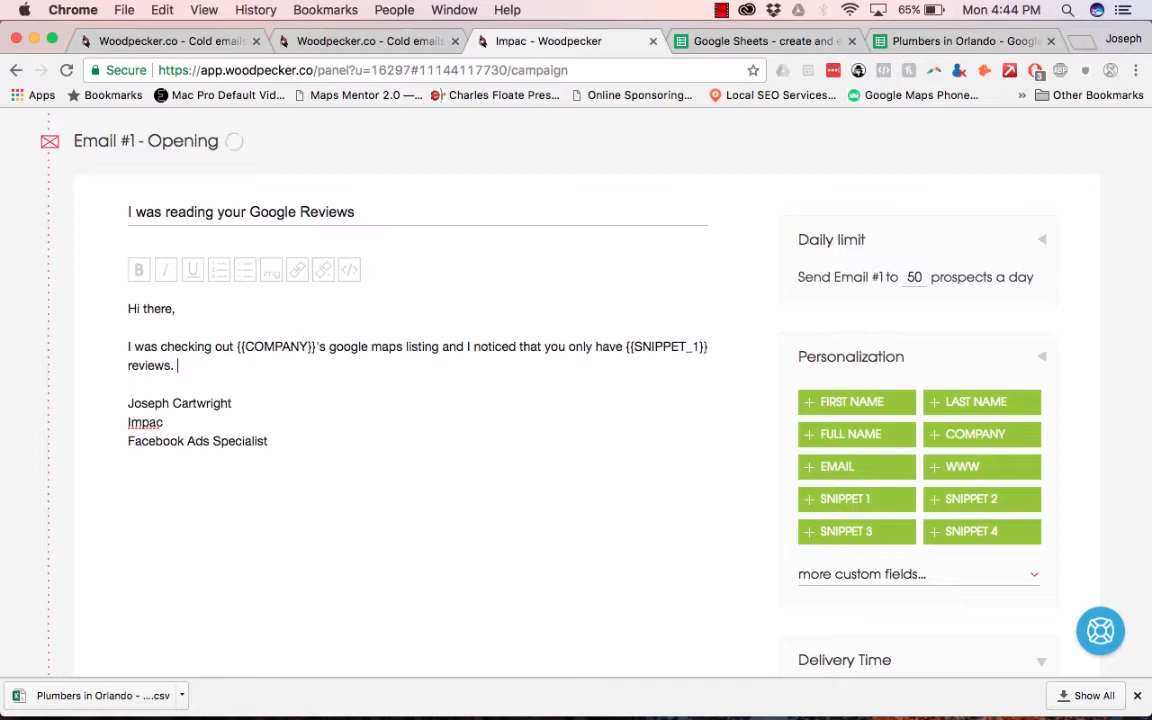 Chrome File Edit View History Bookmarks People Window Help 65% Mon 4:44 PM
Woodpecker.co - Cold emails Woodpecker.co - Cold emails Impac - Woodpecker Google Sheets - create and e Plumbers in Orlando - Google Joseph
Secure https://app.woodpecker.co/panel?u=16297#11144117730/campaign
Apps Bookmarks Mac Pro Default Vid... Maps Mentor 2.0 —... Charles Floate Pres... Online Sponsoring... Local SEO Services... Google Maps Phone... » Other Bookmarks
Email #1 - Opening
I was reading your Google Reviews
B I U img </>
Hi there,
I was checking out {{COMPANY}}'s google maps listing and I noticed that you only have {{SNIPPET_1}}
reviews.
Joseph Cartwright
Impac
Facebook Ads Specialist
Daily limit
Send Email #1 to 50 prospects a day
Personalization
+ FIRST NAME + LAST NAME
+ FULL NAME + COMPANY
+ EMAIL + WWW
+ SNIPPET 1 + SNIPPET 2
+ SNIPPET 3 + SNIPPET 4
more custom fields...
Delivery Time
Plumbers in Orlando - ....csv Show All